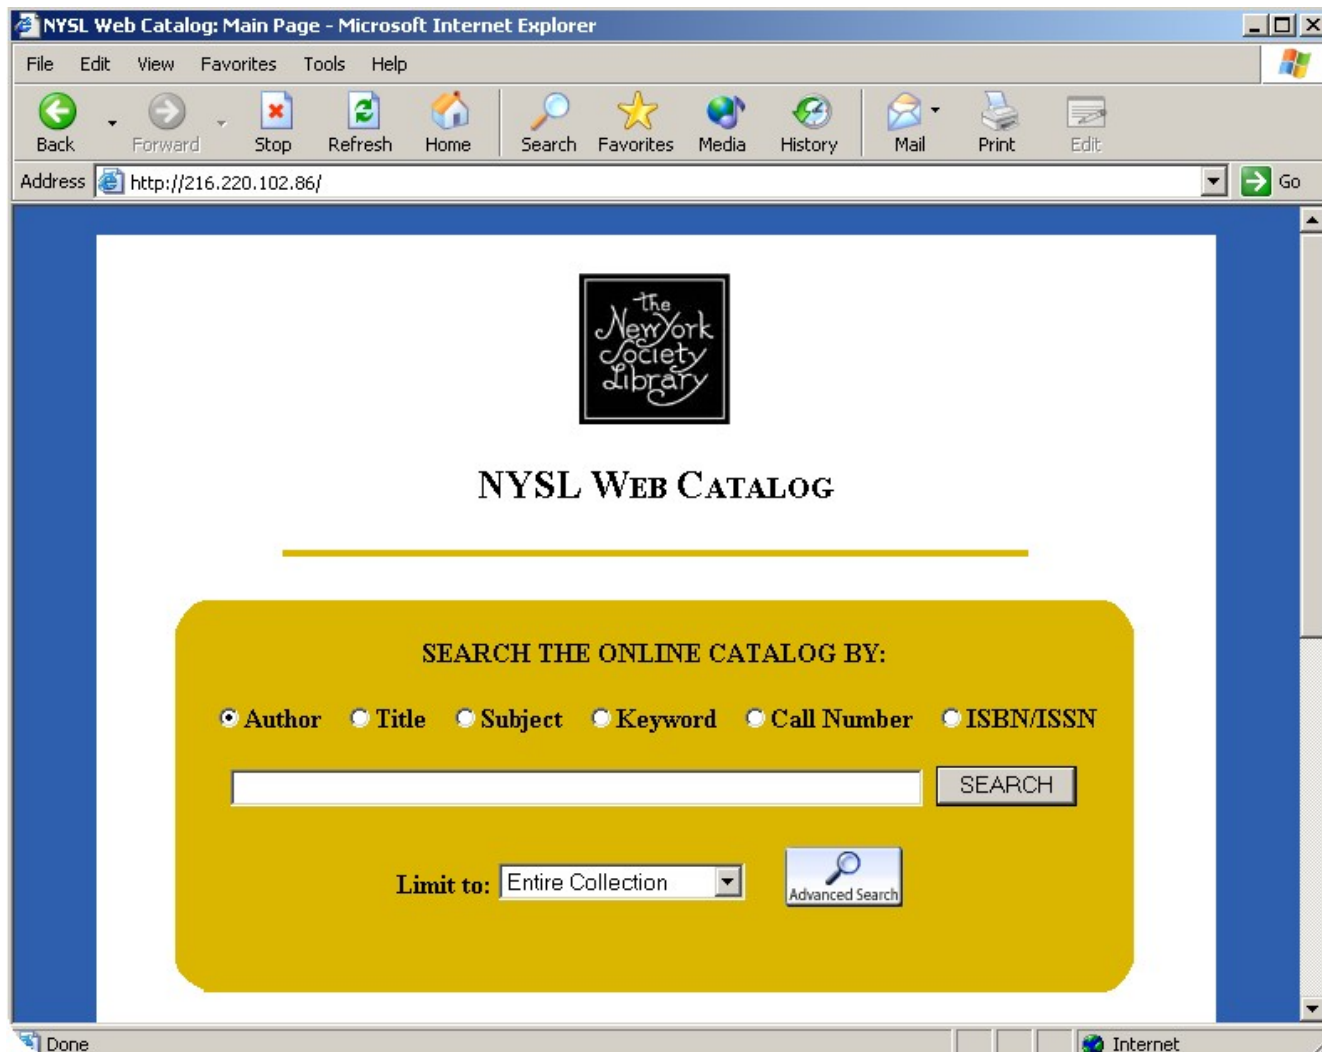 NYSL Web Catalog: Main Page - Microsoft Internet Explorer
File Edit View Favorites Tools Help
Back Forward Stop Refresh Home Search Favorites Media History Mail Print Edit
Address http://216.220.102.86/ Go
The
New York
Society
Library
NYSL WEB CATALOG
SEARCH THE ONLINE CATALOG BY:
Author Title Subject Keyword Call Number ISBN/ISSN
SEARCH
Limit to: Entire Collection Advanced Search
Done Internet